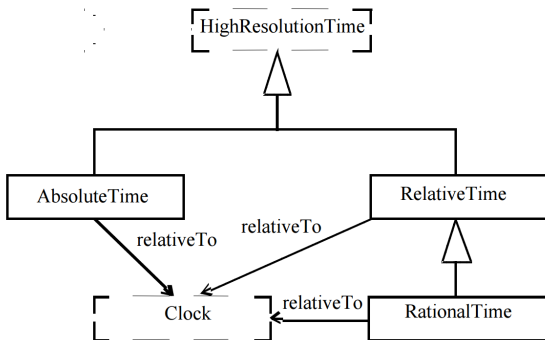 HighResolutionTime
AbsoluteTime
RelativeTime
relativeTo
relativeTo
relativeTo
Clock
RationalTime